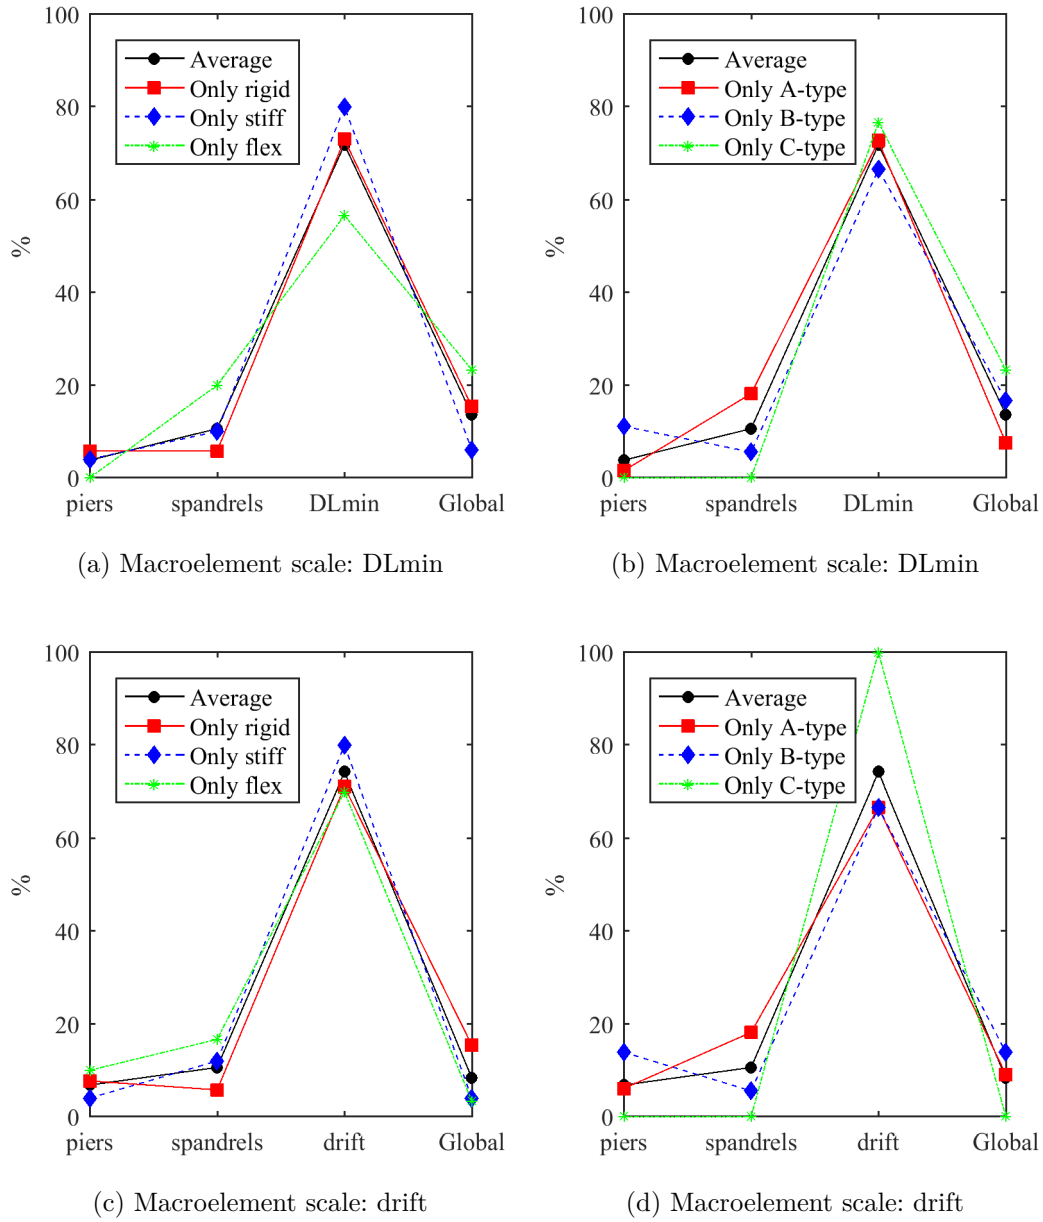 100
80
60
40
20
0
%
Average
Only rigid
Only stiff
Only flex
piers spandrels DLmin Global
(a) Macroelement scale: DLmin
100
80
60
40
20
0
%
Average
Only A-type
Only B-type
Only C-type
piers spandrels DLmin Global
(b) Macroelement scale: DLmin
100
80
60
40
20
0
%
Average
Only rigid
Only stiff
Only flex
piers spandrels drift Global
(c) Macroelement scale: drift
100
80
60
40
20
0
%
Average
Only A-type
Only B-type
Only C-type
piers spandrels drift Global
(d) Macroelement scale: drift